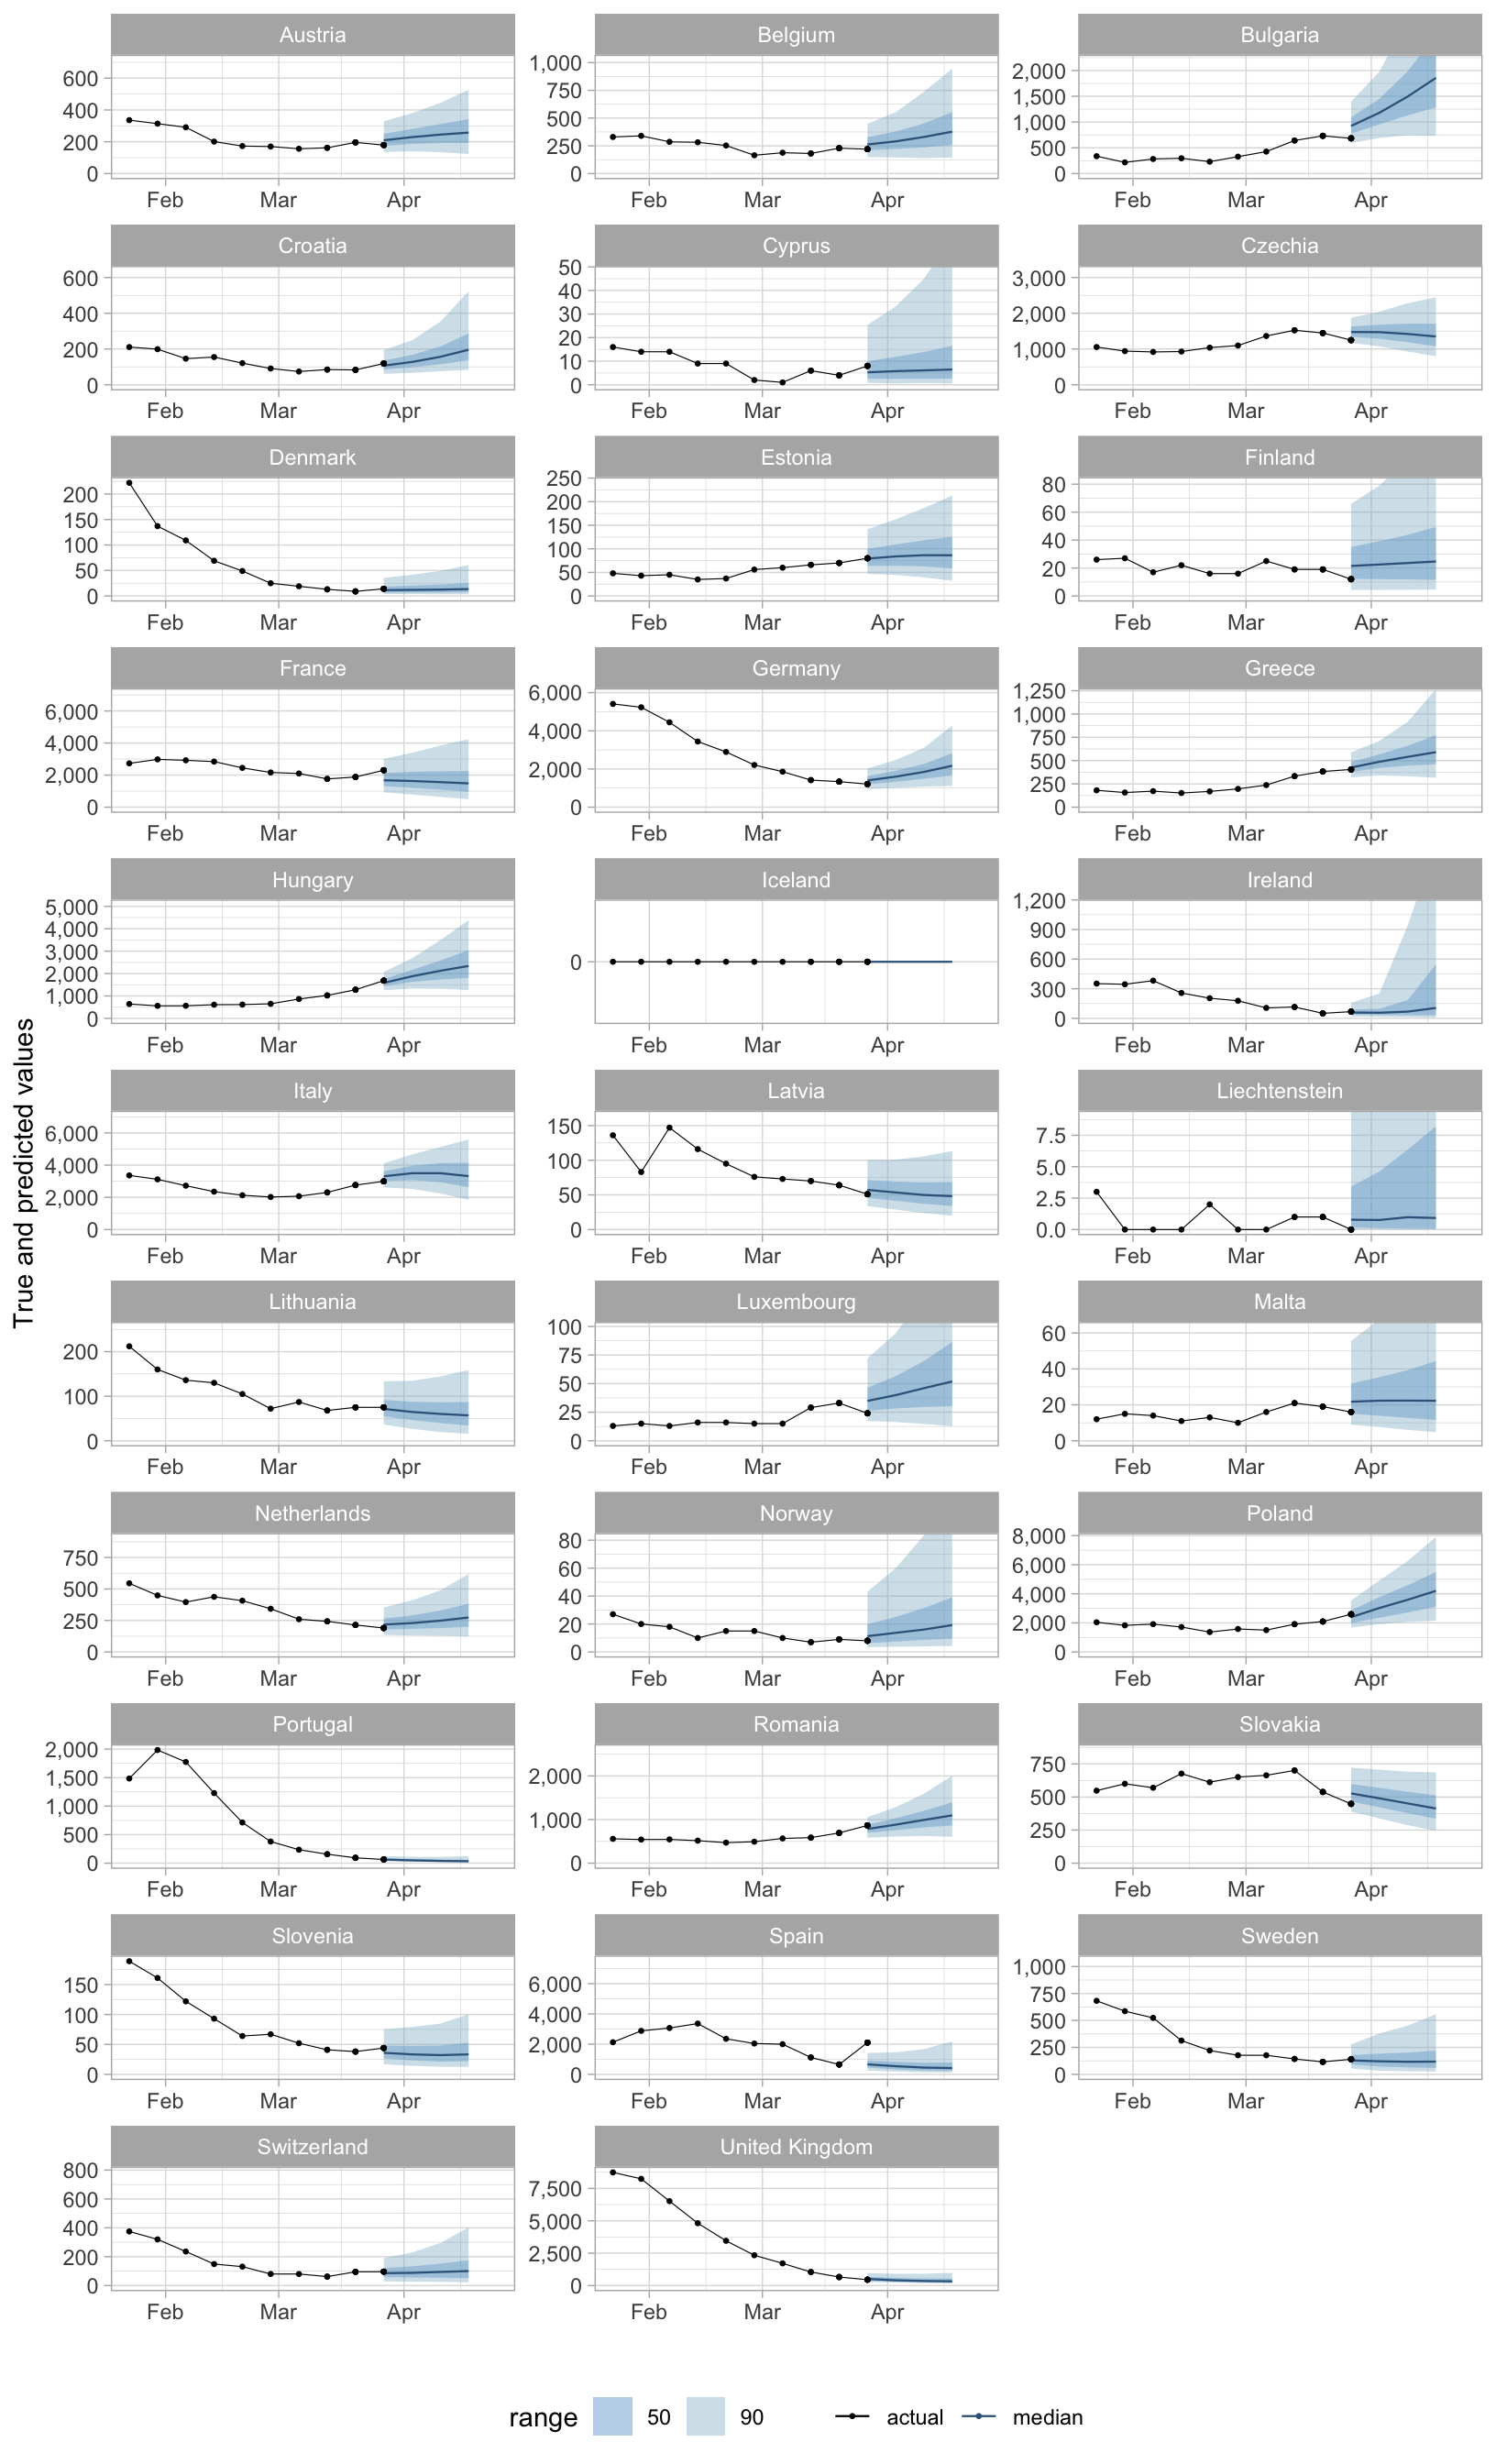 True and predicted values
Austria Belgium Bulgaria
600 400 200 0
1,000 750 500 250 0
2,000 1,500 1,000 500 0
Feb Mar Apr Feb Mar Apr Feb Mar Apr
Croatia Cyprus Czechia
600 400 200 0
50 40 30 20 10 0
3,000 2,000 1,000 0
Feb Mar Apr Feb Mar Apr Feb Mar Apr
Denmark Estonia Finland
200 150 100 50 0
250 200 150 100 50 0
80 60 40 20 0
Feb Mar Apr Feb Mar Apr Feb Mar Apr
France Germany Greece
6,000 4,000 2,000 0
6,000 4,000 2,000 0
1,250 1,000 750 500 250 0
Feb Mar Apr Feb Mar Apr Feb Mar Apr
Hungary Iceland Ireland
5,000 4,000 3,000 2,000 1,000 0
0
1,200 900 600 300 0
Feb Mar Apr Feb Mar Apr Feb Mar Apr
Italy Latvia Liechtenstein
6,000 4,000 2,000 0
150 100 50 0
7.5 5.0 2.5 0.0
Feb Mar Apr Feb Mar Apr Feb Mar Apr
Lithuania Luxembourg Malta
200 100 0
100 75 50 25 0
60 40 20 0
Feb Mar Apr Feb Mar Apr Feb Mar Apr
Netherlands Norway Poland
750 500 250 0
80 60 40 20 0
8,000 6,000 4,000 2,000 0
Feb Mar Apr Feb Mar Apr Feb Mar Apr
Portugal Romania Slovakia
2,000 1,500 1,000 500 0
2,000 1,000 0
750 500 250 0
Feb Mar Apr Feb Mar Apr Feb Mar Apr
Slovenia Spain Sweden
150 100 50 0
6,000 4,000 2,000 0
1,000 750 500 250 0
Feb Mar Apr Feb Mar Apr Feb Mar Apr
Switzerland United Kingdom
800 600 400 200 0
7,500 5,000 2,500 0
Feb Mar Apr Feb Mar Apr
range 50 90 actual median